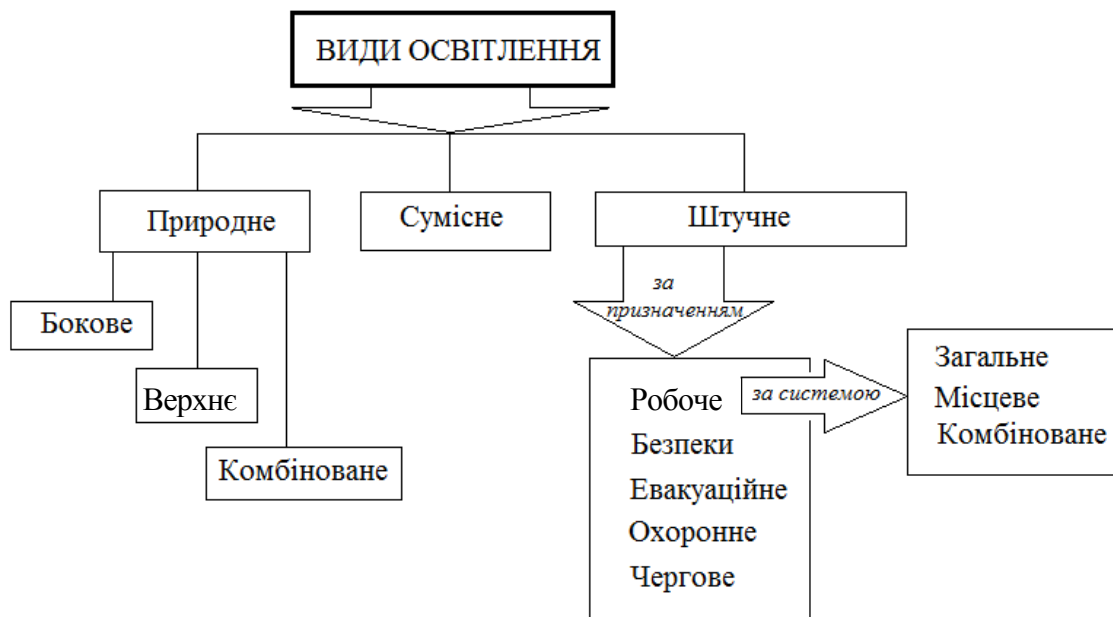 ВИДИ ОСВІТЛЕННЯ
Природне
Сумісне
Штучне
Бокове
Верхнє
Комбіноване
за
призначенням
Робоче
Безпеки
Евакуаційне
Охоронне
Чергове
за системою
Загальне
Місцеве
Комбіноване